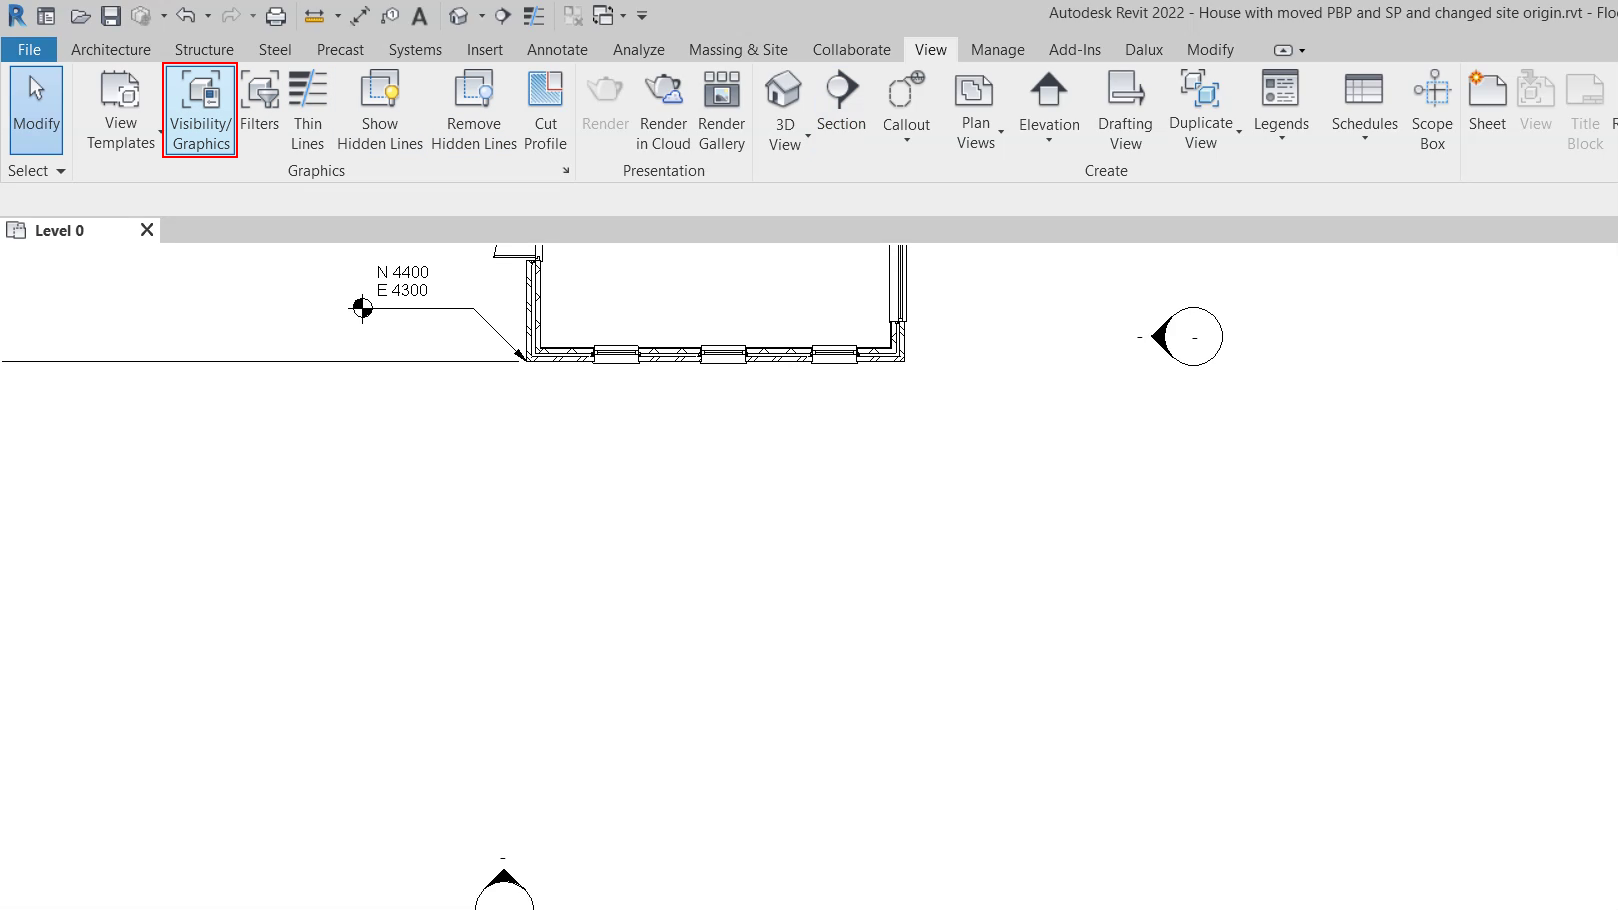 Autodesk Revit 2022 - House with moved PBP and SP and changed site origin.rvt - Floo
File Architecture Structure Steel Precast Systems Insert Annotate Analyze Massing & Site Collaborate View Manage Add-Ins Dalux Modify
Modify
View
Templates
Visibility/
Graphics
Filters
Thin
Lines
Show
Hidden Lines
Remove
Hidden Lines
Cut
Profile
Render
Render
in Cloud
Render
Gallery
3D
View
Section
Callout
Plan
Views
Elevation
Drafting
View
Duplicate
View
Legends
Schedules
Scope
Box
Sheet
View
Title
Block
R
Select
Graphics
Presentation
Create
Level 0
N 4400
E 4300
-
-
-